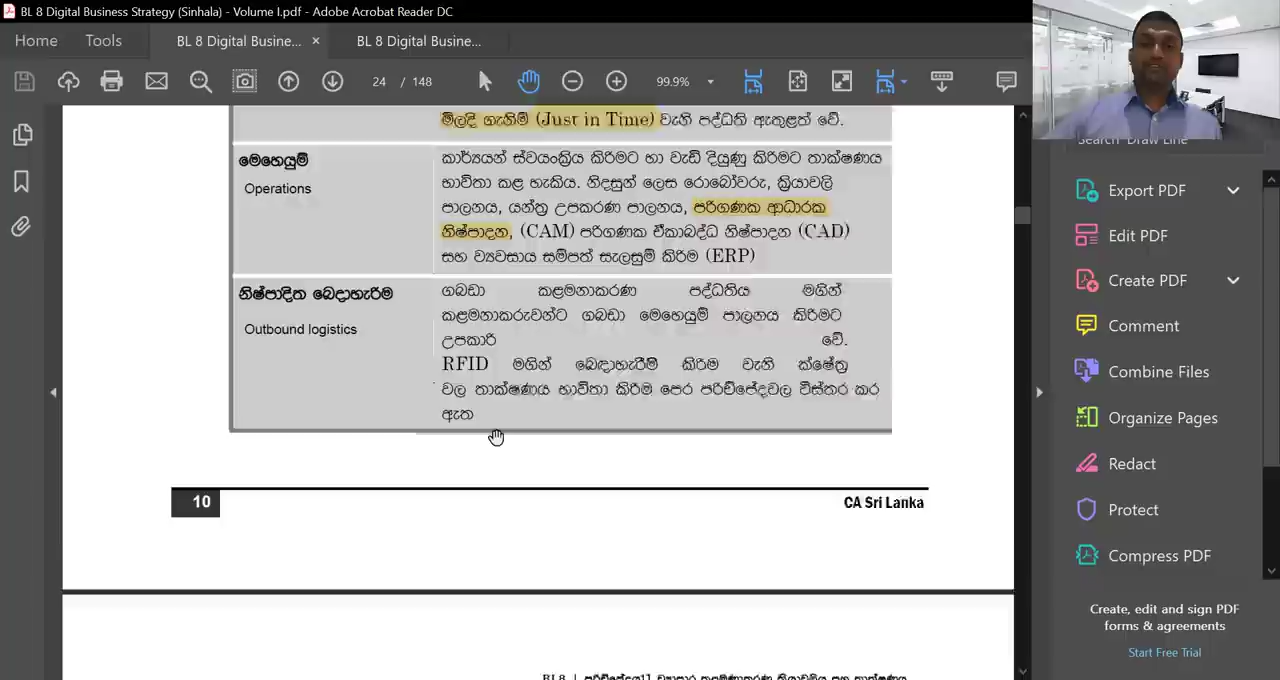 BL 8 Digital Business Strategy (Sinhala) - Volume I.pdf - Adobe Acrobat Reader DC
Home Tools BL 8 Digital Busine... × BL 8 Digital Busine...
24 / 148 99.9%
මිලදී ගැනීම් (Just in Time) වැනි පද්ධති ඇතුළත් වේ.
මෙහෙයුම්
Operations
කාර්යයන් ස්වයංක්‍රීය කිරීමට හා වැඩි දියුණු කිරීමට තාක්ෂණය
භාවිතා කළ හැකිය. නිදසුන් ලෙස රොබෝවරු, ක්‍රියාවලි
පාලනය, යන්ත්‍ර උපකරණ පාලනය, පරිගණක ආධාරක
නිෂ්පාදන, (CAM) පරිගණක ඒකාබද්ධ නිෂ්පාදන (CAD)
සහ ව්‍යවසාය සම්පත් සැලසුම් කිරීම (ERP)
නිෂ්පාදිත බෙදාහැරීම
Outbound logistics
ගබඩා කළමනාකරණ පද්ධතිය මගින්
කළමනාකරුවන්ට ගබඩා මෙහෙයුම් පාලනය කිරීමට
උපකාරී වේ.
RFID මගින් බෙදාහැරීම් කිරීම වැනි ක්ෂේත්‍ර
වල තාක්ෂණය භාවිතා කිරීම පෙර පරිච්ඡේදවල විස්තර කර
ඇත
10
CA Sri Lanka
Export PDF
Edit PDF
Create PDF
Comment
Combine Files
Organize Pages
Redact
Protect
Compress PDF
Create, edit and sign PDF
forms & agreements
Start Free Trial